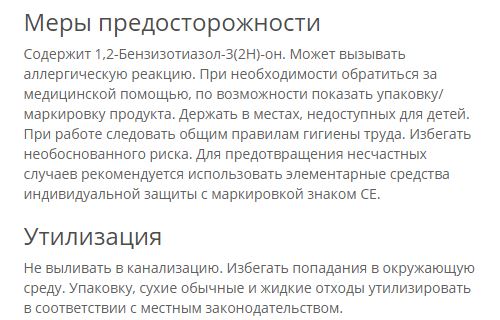 Меры предосторожности
Содержит 1,2-Бензизотиазол-3(2H)-он. Может вызывать
аллергическую реакцию. При необходимости обратиться за
медицинской помощью, по возможности показать упаковку/
маркировку продукта. Держать в местах, недоступных для детей.
При работе следовать общим правилам гигиены труда. Избегать
необоснованного риска. Для предотвращения несчастных
случаев рекомендуется использовать элементарные средства
индивидуальной защиты с маркировкой знаком CE.
Утилизация
Не выливать в канализацию. Избегать попадания в окружающую
среду. Упаковку, сухие обычные и жидкие отходы утилизировать
в соответствии с местным законодательством.